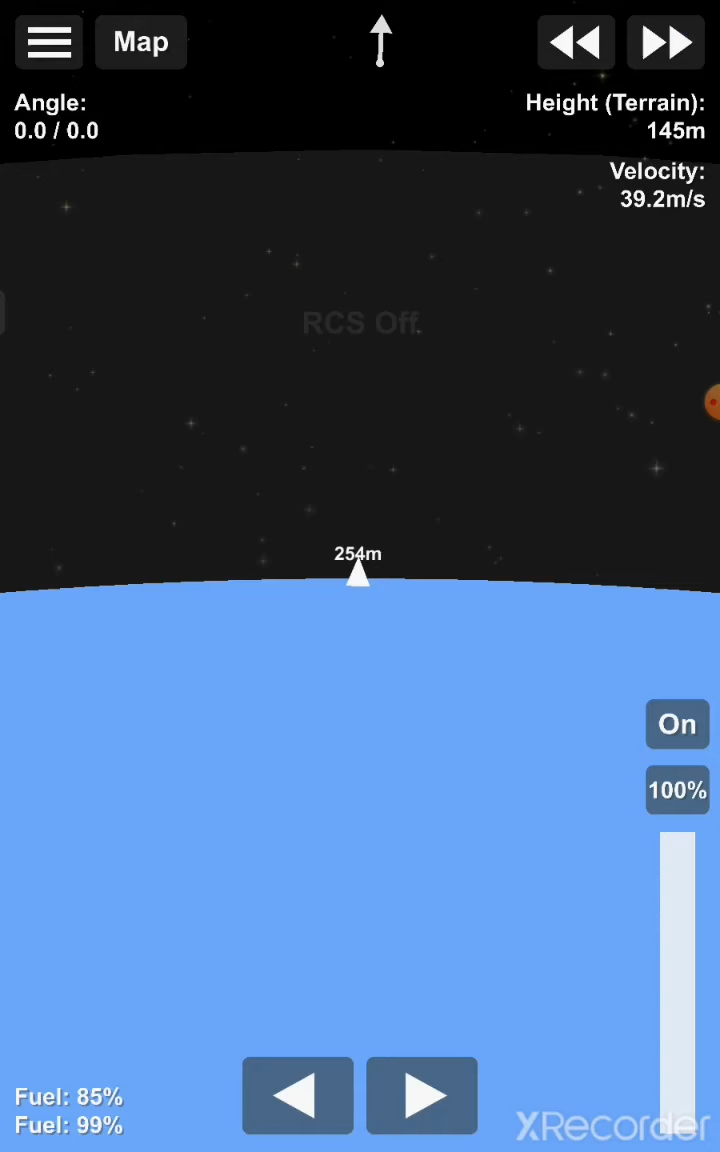 Map
Angle:
0.0 / 0.0
Height (Terrain):
145m
Velocity:
39.2m/s
RCS Off
254m
On
100%
Fuel: 85%
Fuel: 99%
XRecorder